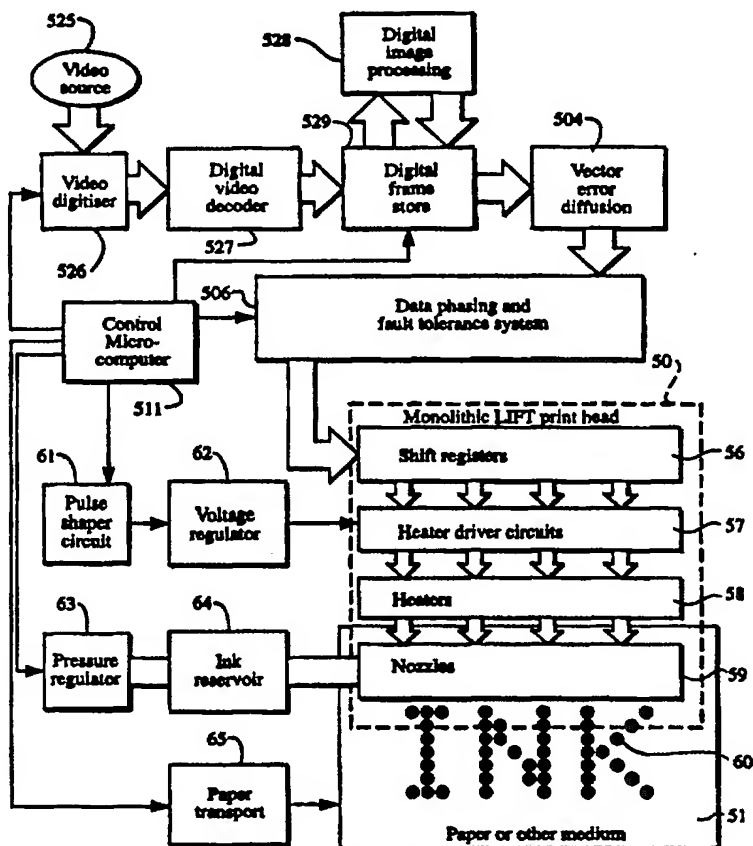 525
Video
source
528
Digital
image
processing
529
504
Video
digitiser
526
Digital
video
decoder
527
Digital
frame
store
Vector
error
diffusion
506
Data phasing and
fault tolerance system
Control
Micro-
computer
511
50
Monolithic LIFT print head
Shift registers
56
61
Pulse
shaper
circuit
62
Voltage
regulator
Heater driver circuits
57
Heaters
58
63
Pressure
regulator
64
Ink
reservoir
Nozzles
59
INK
60
65
Paper
transport
51
Paper or other medium